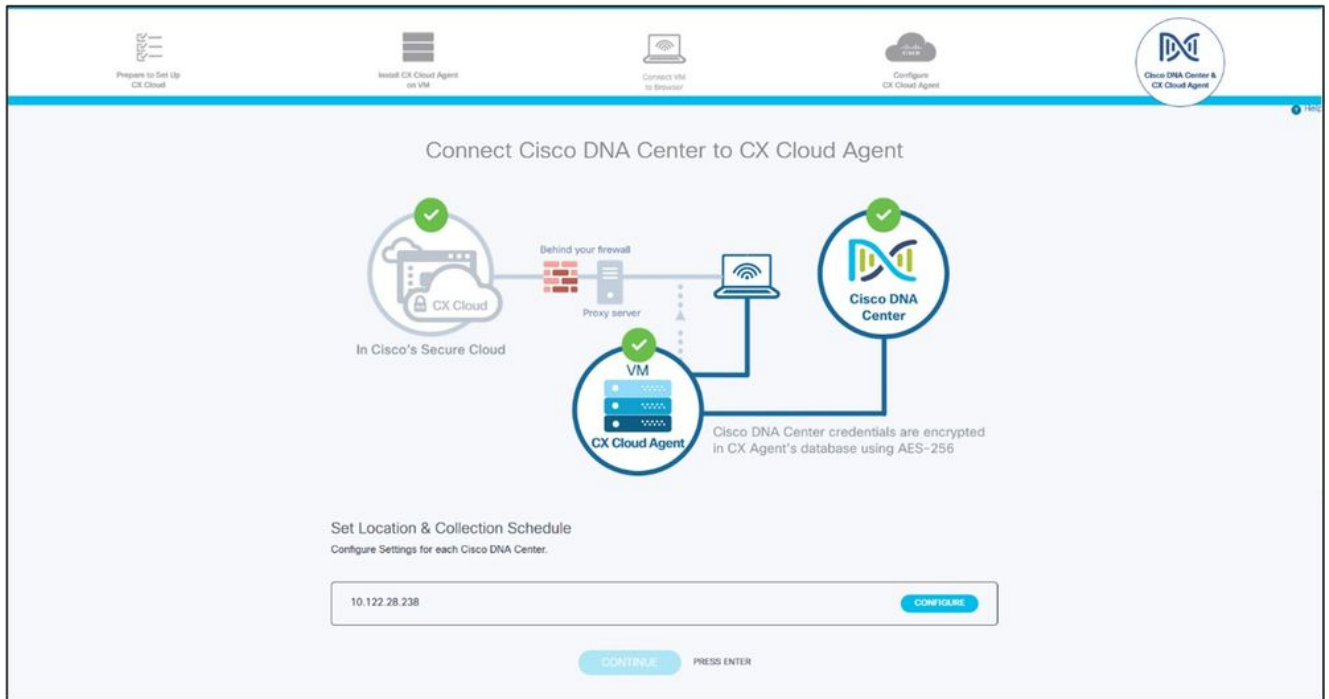 Prepare to Set Up
CX Cloud
Install CX Cloud Agent
on VM
Connect VM
to Browser
Configure
CX Cloud Agent
Cisco DNA Center &
CX Cloud Agent
Help
Connect Cisco DNA Center to CX Cloud Agent
Behind your firewall
CX Cloud
Proxy server
In Cisco's Secure Cloud
Cisco DNA
Center
VM
CX Cloud Agent
Cisco DNA Center credentials are encrypted
in CX Agent's database using AES-256
Set Location & Collection Schedule
Configure Settings for each Cisco DNA Center.
10.122.28.238 CONFIGURE
CONTINUE PRESS ENTER